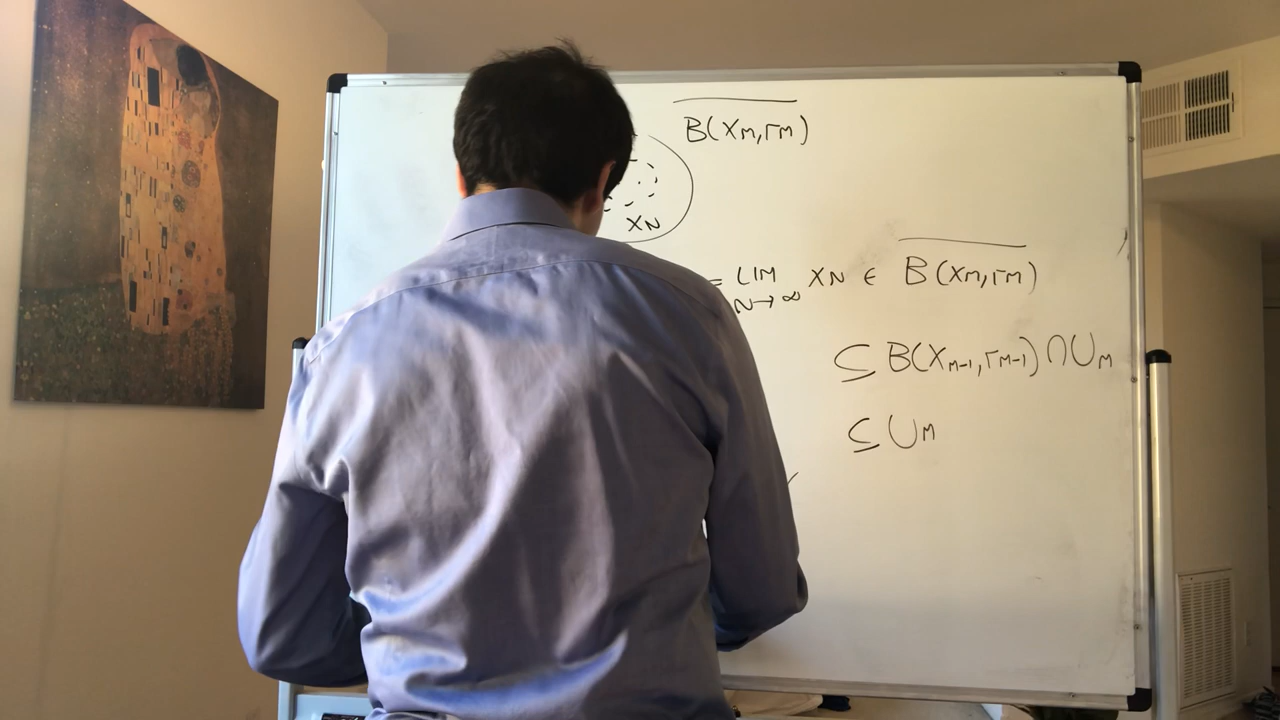 B(XM,rM)
XN
= LIM XN ∈ B(XM,rM)
N→∞
⊆ B(XM-1,rM-1)∩UM
⊆ UM